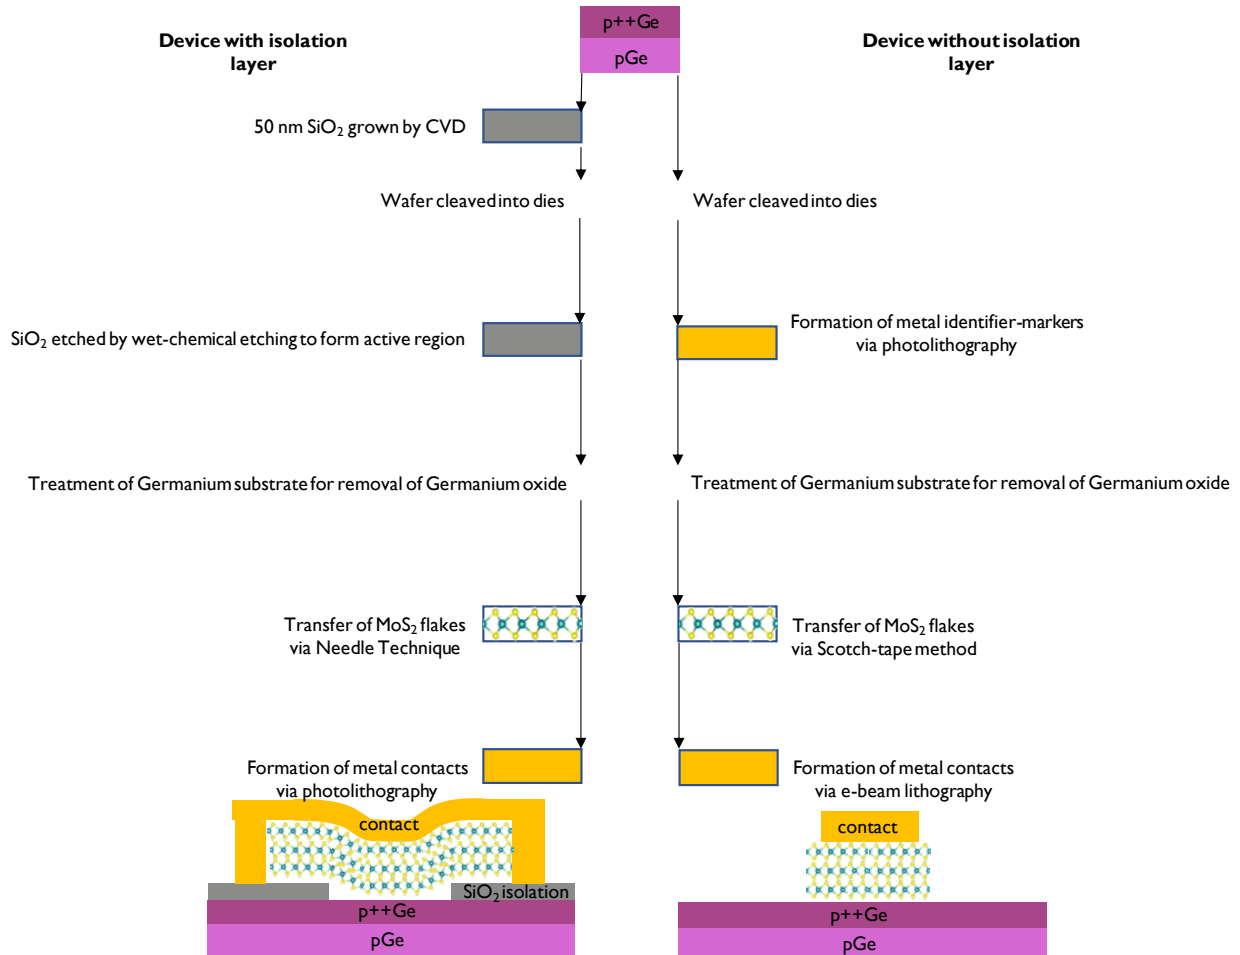 p++Ge
pGe
Device with isolation
layer
Device without isolation
layer
50 nm SiO₂ grown by CVD
Wafer cleaved into dies
Wafer cleaved into dies
SiO₂ etched by wet-chemical etching to form active region
Formation of metal identifier-markers
via photolithography
Treatment of Germanium substrate for removal of Germanium oxide
Treatment of Germanium substrate for removal of Germanium oxide
Transfer of MoS₂ flakes
via Needle Technique
Transfer of MoS₂ flakes
via Scotch-tape method
Formation of metal contacts
via photolithography
Formation of metal contacts
via e-beam lithography
contact
SiO₂ isolation
p++Ge
pGe
contact
p++Ge
pGe